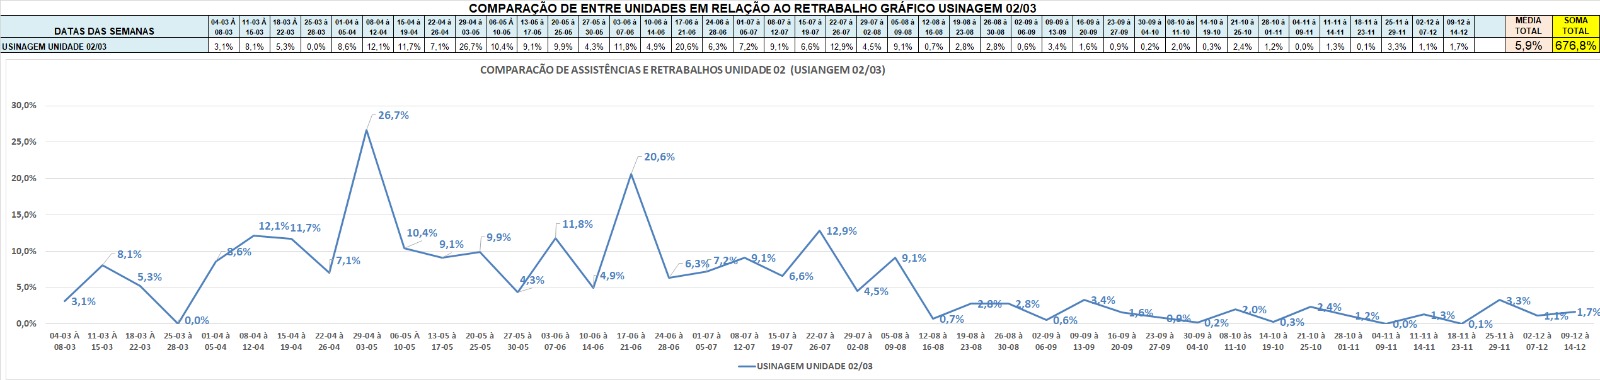 COMPARAÇÃO DE ENTRE UNIDADES EM RELAÇÃO AO RETRABALHO GRÁFICO USINAGEM 02/03
DATAS DAS SEMANAS 04-03 À 08-03 11-03 À 16-03 18-03 À 22-03 25-03 à 28-03 01-04 à 05-04 08-04 à 12-04 15-04 à 19-04 22-04 à 26-04 29-04 à 03-05 06-05 À 10-05 13-05 à 17-05 20-05 à 25-05 27-05 à 30-05 03-06 à 07-06 10-06 à 14-06 17-06 à 21-06 24-06 à 28-06 01-07 à 05-07 08-07 à 12-07 15-07 à 19-07 22-07 à 26-07 29-07 à 02-08 05-08 à 09-08 12-08 à 16-08 19-08 à 23-08 26-08 à 30-08 02-09 à 06-09 09-09 à 13-09 16-09 à 20-09 23-09 à 27-09 30-09 à 04-10 08-10 às 11-10 14-10 à 19-10 21-10 à 25-10 28-10 à 01-11 04-11 à 09-11 11-11 à 14-11 18-11 à 23-11 25-11 à 29-11 02-12 à 07-12 09-12 à 14-12 MÉDIA TOTAL SOMA TOTAL
USINAGEM UNIDADE 02/03 3,1% 8,1% 5,3% 0,0% 8,6% 12,1% 11,7% 7,1% 26,7% 10,4% 9,1% 9,9% 4,3% 11,8% 4,9% 20,6% 6,3% 7,2% 9,1% 6,6% 12,9% 4,5% 9,1% 0,7% 2,8% 2,8% 0,6% 3,4% 1,6% 0,9% 0,2% 2,0% 0,3% 2,4% 1,2% 0,0% 1,3% 0,1% 3,3% 1,1% 1,7% 5,9% 676,8%
COMPARAÇÃO DE ASSISTÊNCIAS E RETRABALHOS UNIDADE 02 (USIANGEM 02/03)
30,0%
25,0%
20,0%
15,0%
10,0%
5,0%
0,0%
3,1% 8,1% 5,3% 0,0% 8,6% 12,1% 11,7% 7,1% 26,7% 10,4% 9,1% 9,9% 4,3% 11,8% 4,9% 20,6% 6,3% 7,2% 9,1% 6,6% 12,9% 4,5% 9,1% 0,7% 2,8% 2,8% 0,6% 3,4% 1,6% 0,9% 0,2% 2,0% 0,3% 2,4% 1,2% 0,0% 1,3% 0,1% 3,3% 1,1% 1,7%
04-03 À 11-03 À 18-03 À 25-03 à 01-04 à 08-04 à 15-04 à 22-04 à 29-04 à 06-05 À 13-05 à 20-05 à 27-05 à 03-06 à 10-06 à 17-06 à 24-06 à 01-07 à 08-07 à 15-07 à 22-07 à 29-07 à 05-08 à 12-08 à 19-08 à 26-08 à 02-09 à 09-09 à 16-09 à 23-09 à 30-09 à 08-10 às 14-10 à 21-10 à 28-10 à 04-11 à 11-11 à 18-11 à 25-11 à 02-12 à 09-12 à
08-03 15-03 22-03 28-03 05-04 12-04 19-04 26-04 03-05 10-05 17-05 25-05 30-05 07-06 14-06 21-06 28-06 05-07 12-07 19-07 26-07 02-08 09-08 16-08 23-08 30-08 06-09 13-09 20-09 27-09 04-10 11-10 19-10 25-10 01-11 09-11 14-11 23-11 29-11 07-12 14-12
USINAGEM UNIDADE 02/03